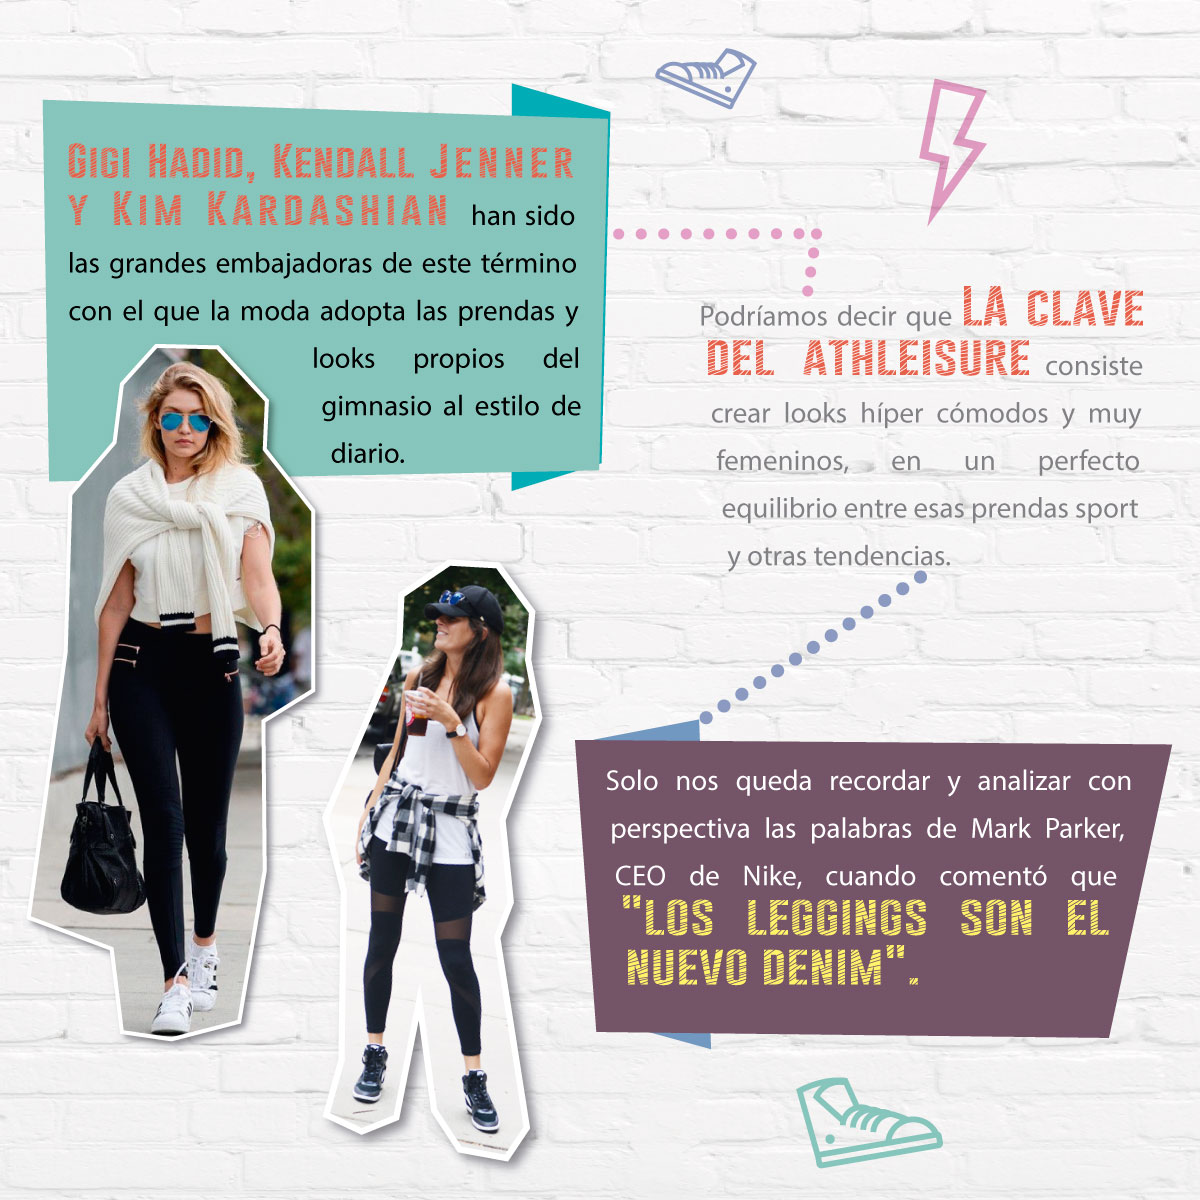 GIGI HADID, KENDALL JENNER
Y KIM KARDASHIAN han sido
las grandes embajadoras de este término
con el que la moda adopta las prendas y
looks propios del
gimnasio al estilo de
diario.
Podríamos decir que LA CLAVE
DEL ATHLEISURE consiste
crear looks híper cómodos y muy
femeninos, en un perfecto
equilibrio entre esas prendas sport
y otras tendencias.
Solo nos queda recordar y analizar con
perspectiva las palabras de Mark Parker,
CEO de Nike, cuando comentó que
"LOS LEGGINGS SON EL
NUEVO DENIM".